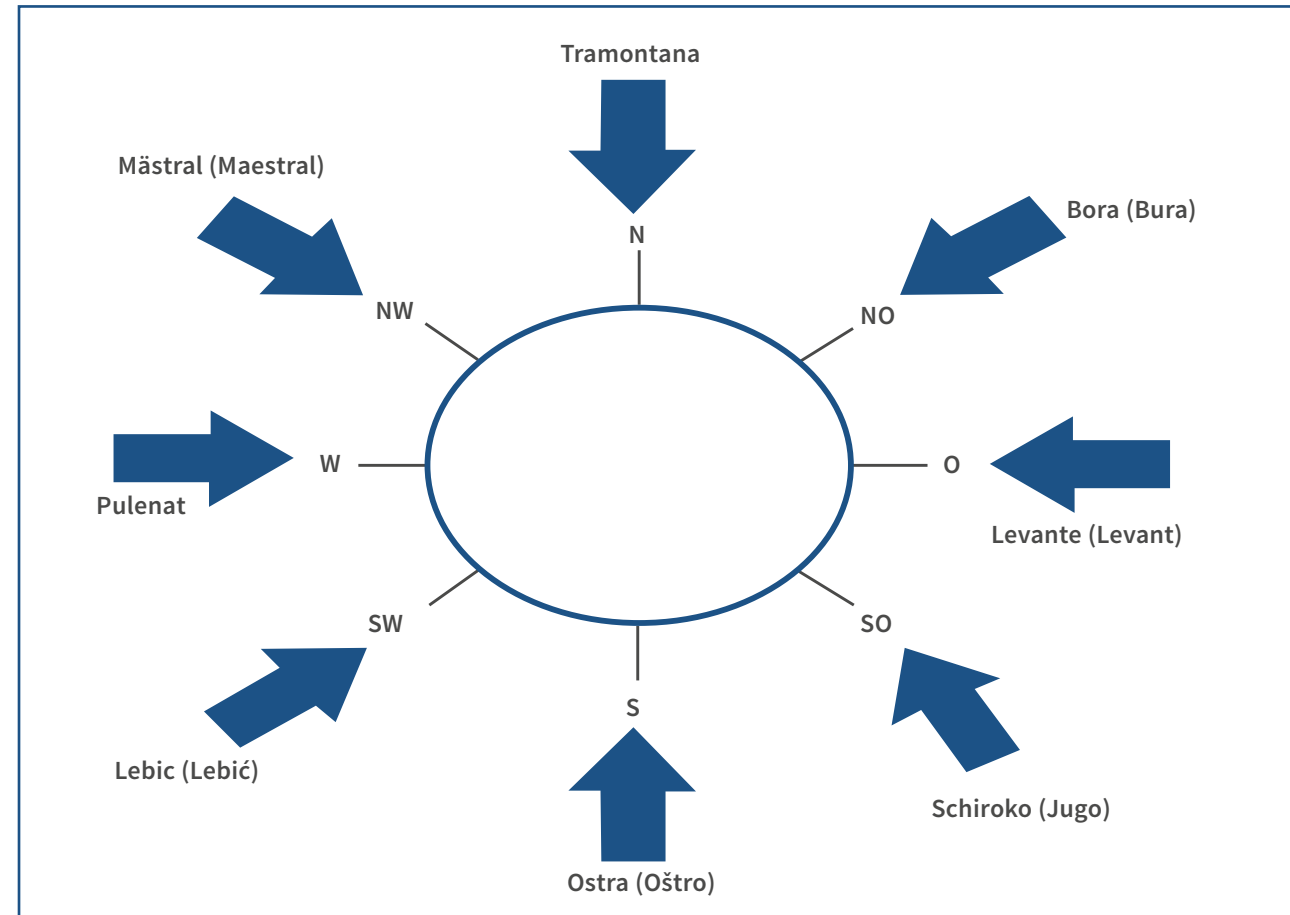 Tramontana
Mästral (Maestral)
Bora (Bura)
N
NW
NO
W
O
Pulenat
Levante (Levant)
SW
SO
S
Lebic (Lebić)
Schiroko (Jugo)
Ostra (Oštro)